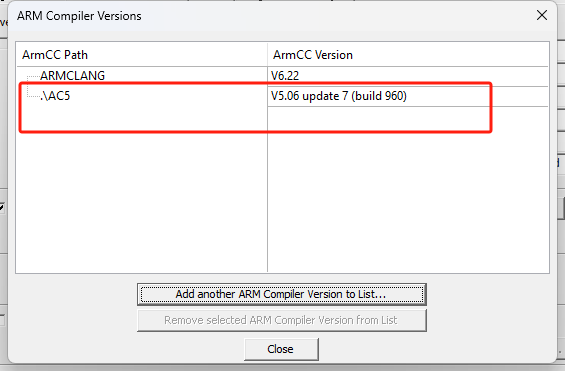 ARM Compiler Versions
ArmCC Path ArmCC Version
ARMCLANG V6.22
.\AC5 V5.06 update 7 (build 960)
Add another ARM Compiler Version to List...
Remove selected ARM Compiler Version from List
Close